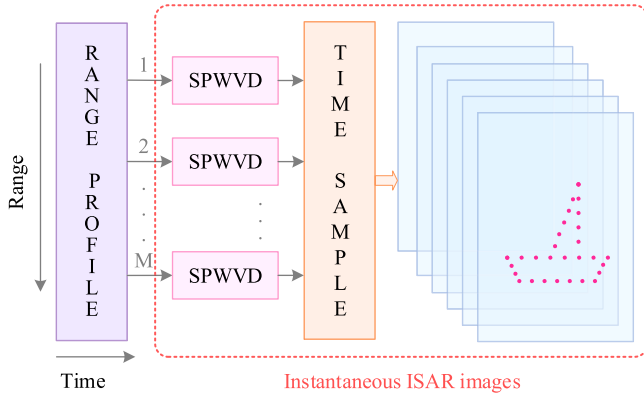 RANGE PROFILE
Range
Time
1
2
M
SPWVD
SPWVD
SPWVD
TIME SAMPLE
Instantaneous ISAR images